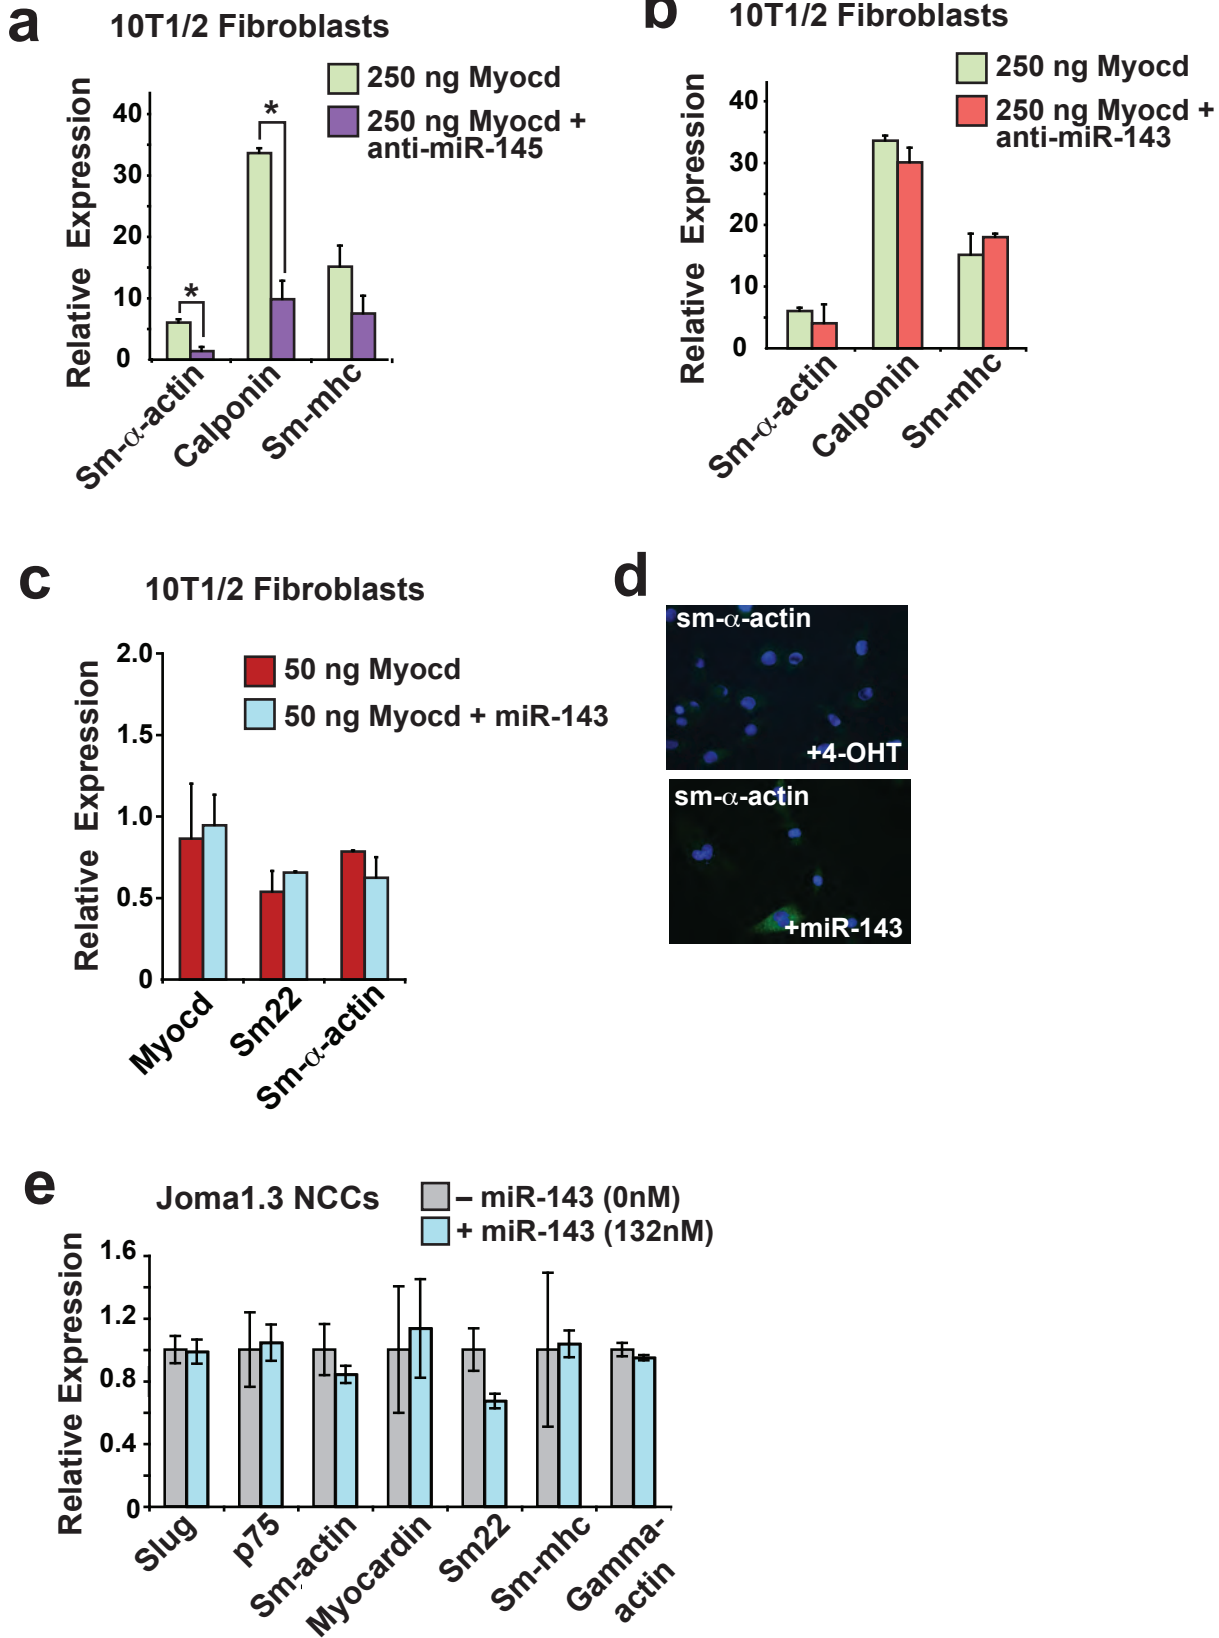 a
10T1/2 Fibroblasts
250 ng Myocd
250 ng Myocd +
anti-miR-145
Relative Expression
40
30
20
10
0
*
*
Sm-α-actin
Calponin
Sm-mhc
b
10T1/2 Fibroblasts
250 ng Myocd
250 ng Myocd +
anti-miR-143
Relative Expression
40
30
20
10
0
Sm-α-actin
Calponin
Sm-mhc
c
10T1/2 Fibroblasts
50 ng Myocd
50 ng Myocd + miR-143
Relative Expression
2.0
1.5
1.0
0.5
0
Myocd
Sm22
Sm-α-actin
d
sm-α-actin
+4-OHT
sm-α-actin
+miR-143
e
Joma1.3 NCCs
– miR-143 (0nM)
+ miR-143 (132nM)
Relative Expression
1.6
1.2
0.8
0.4
0
Slug
p75
Sm-actin
Myocardin
Sm22
Sm-mhc
Gamma-
actin